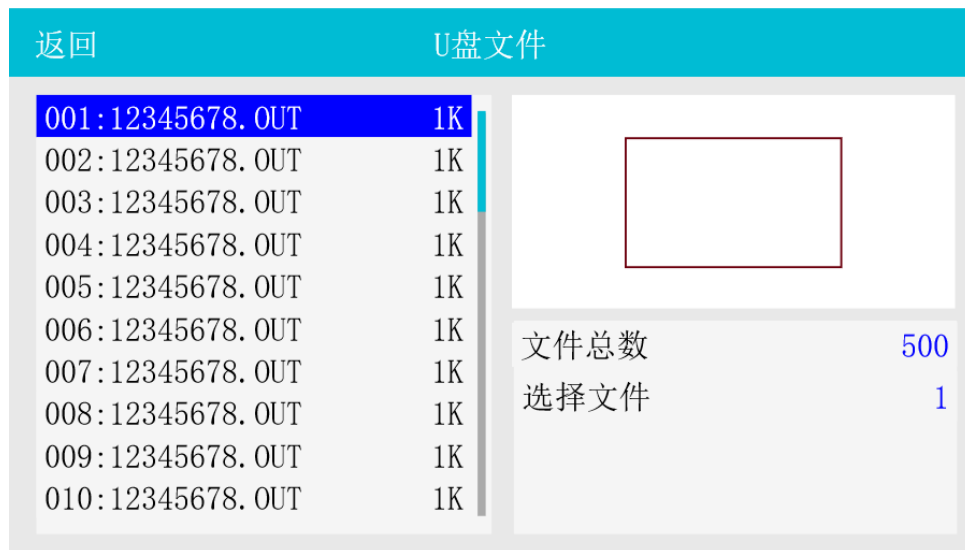 返回 U盘文件
001:12345678.OUT 1K
002:12345678.OUT 1K
003:12345678.OUT 1K
004:12345678.OUT 1K
005:12345678.OUT 1K
006:12345678.OUT 1K
007:12345678.OUT 1K
008:12345678.OUT 1K
009:12345678.OUT 1K
010:12345678.OUT 1K
文件总数 500
选择文件 1